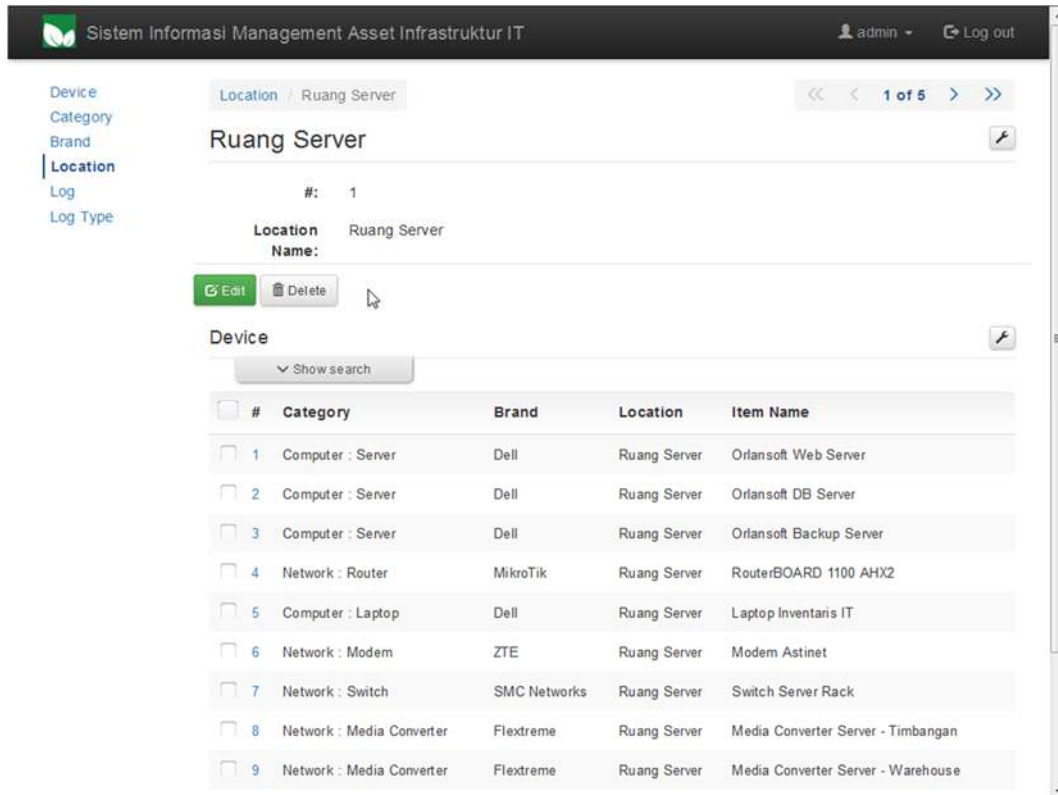 Sistem Informasi Management Asset Infrastruktur IT admin Log out
Device
Category
Brand
Location
Log
Log Type
Location / Ruang Server << < 1 of 5 > >>
Ruang Server
#: 1
Location Name: Ruang Server
Edit Delete
Device
Show search
# Category Brand Location Item Name
1 Computer : Server Dell Ruang Server Orlansoft Web Server
2 Computer : Server Dell Ruang Server Orlansoft DB Server
3 Computer : Server Dell Ruang Server Orlansoft Backup Server
4 Network : Router MikroTik Ruang Server RouterBOARD 1100 AHX2
5 Computer : Laptop Dell Ruang Server Laptop Inventaris IT
6 Network : Modem ZTE Ruang Server Modem Astinet
7 Network : Switch SMC Networks Ruang Server Switch Server Rack
8 Network : Media Converter Flextreme Ruang Server Media Converter Server - Timbangan
9 Network : Media Converter Flextreme Ruang Server Media Converter Server - Warehouse